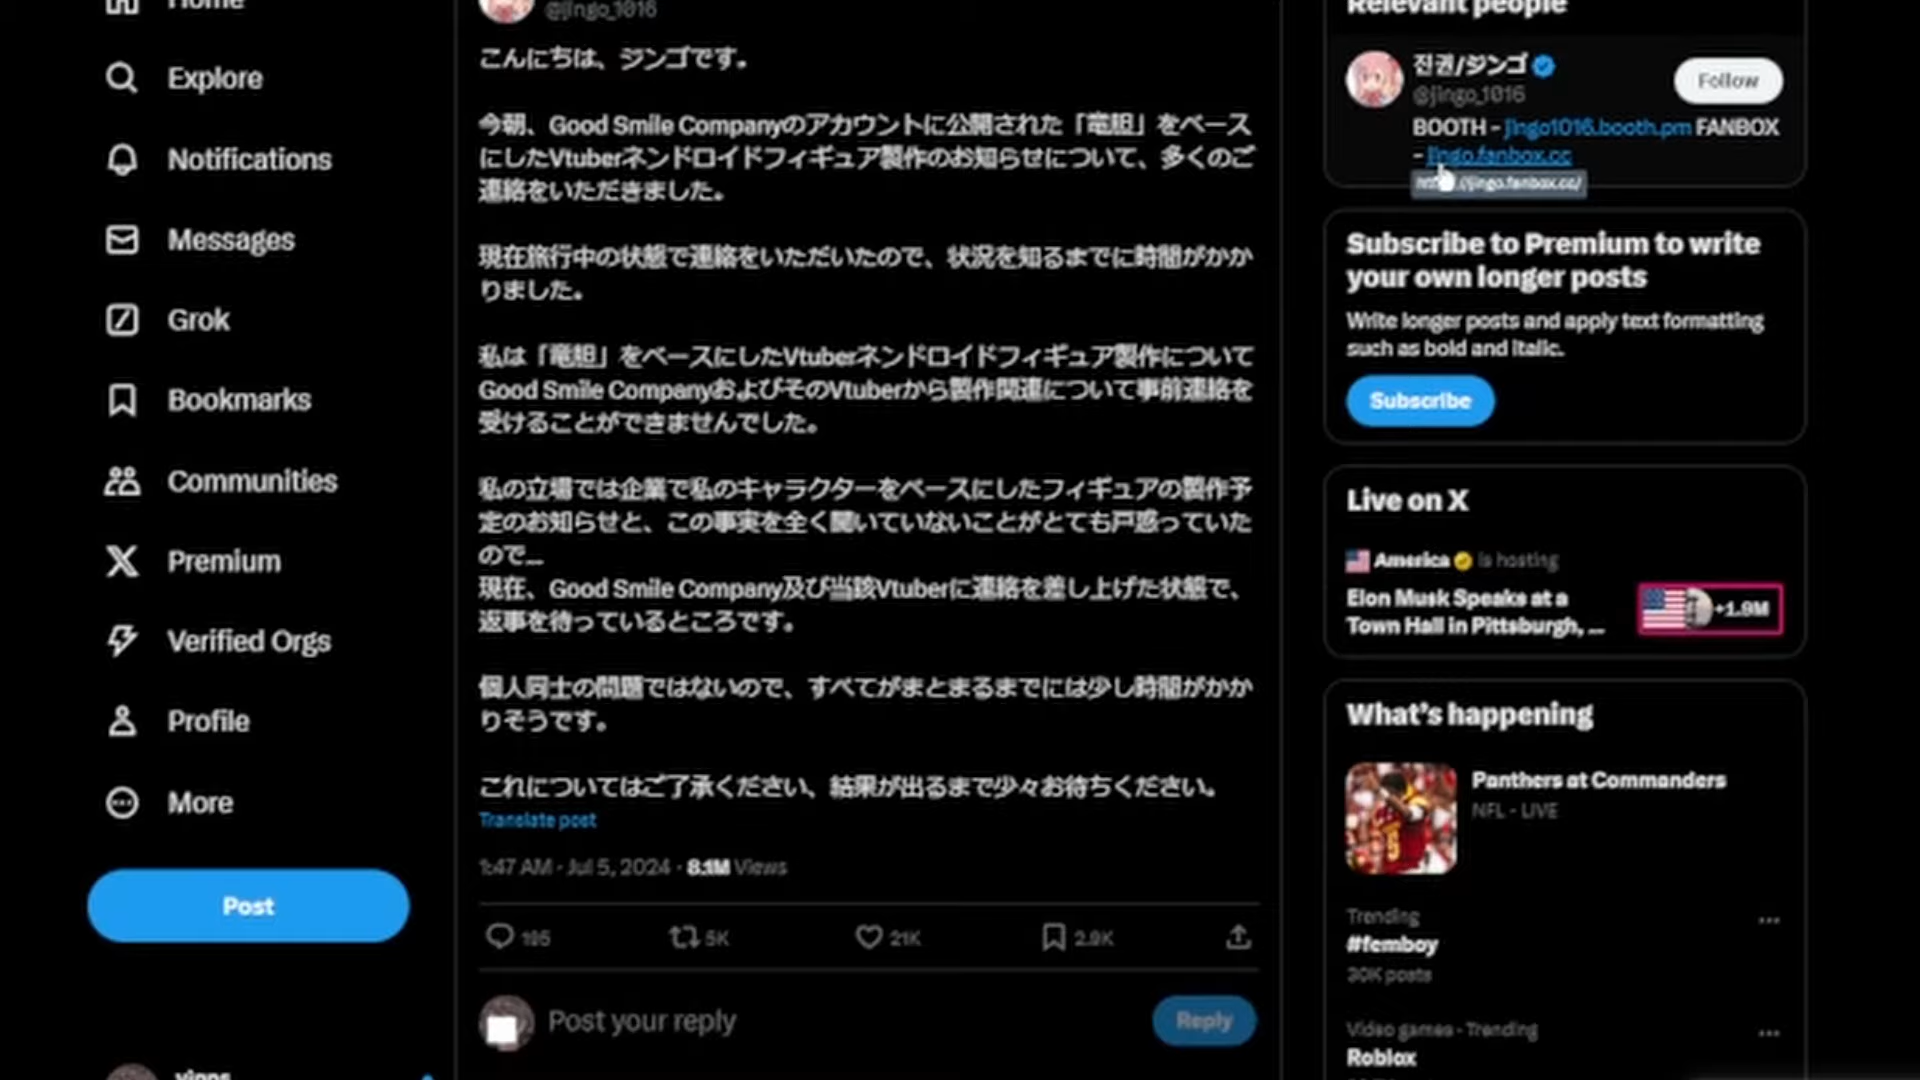 Home
Explore
Notifications
Messages
Grok
Bookmarks
Communities
Premium
Verified Orgs
Profile
More
Post
@jingo_1016
こんにちは、ジンゴです。
今朝、Good Smile Companyのアカウントに公開された「竜胆」をベース
にしたVtuberネンドロイドフィギュア製作のお知らせについて、多くのご
連絡をいただきました。
現在旅行中の状態で連絡をいただいたので、状況を知るまでに時間がかか
りました。
私は「竜胆」をベースにしたVtuberネンドロイドフィギュア製作について
Good Smile CompanyおよびそのVtuberから製作関連について事前連絡を
受けることができませんでした。
私の立場では企業で私のキャラクターをベースにしたフィギュアの製作予
定のお知らせと、この事実を全く聞いていないことがとても戸惑っていた
ので...
現在、Good Smile Company及び当該Vtuberに連絡を差し上げた状態で、
返事を待っているところです。
個人同士の問題ではないので、すべてがまとまるまでには少し時間がかか
りそうです。
これについてはご了承ください、結果が出るまで少々お待ちください。
Translate post
1:47 AM · Jul 5, 2024 · 8.1M Views
195 5K 21K 2.9K
Post your reply
Reply
Relevant people
진권/ジンゴ
Follow
@jingo_1016
BOOTH - jingo1016.booth.pm FANBOX
- jingo.fanbox.cc
://jingo.fanbox.cc/
Subscribe to Premium to write
your own longer posts
Write longer posts and apply text formatting
such as bold and italic.
Subscribe
Live on X
America is hosting
Elon Musk Speaks at a
Town Hall in Pittsburgh, ...
+1.9M
What's happening
Panthers at Commanders
NFL · LIVE
Trending
#femboy
30K posts
Video games · Trending
Roblox